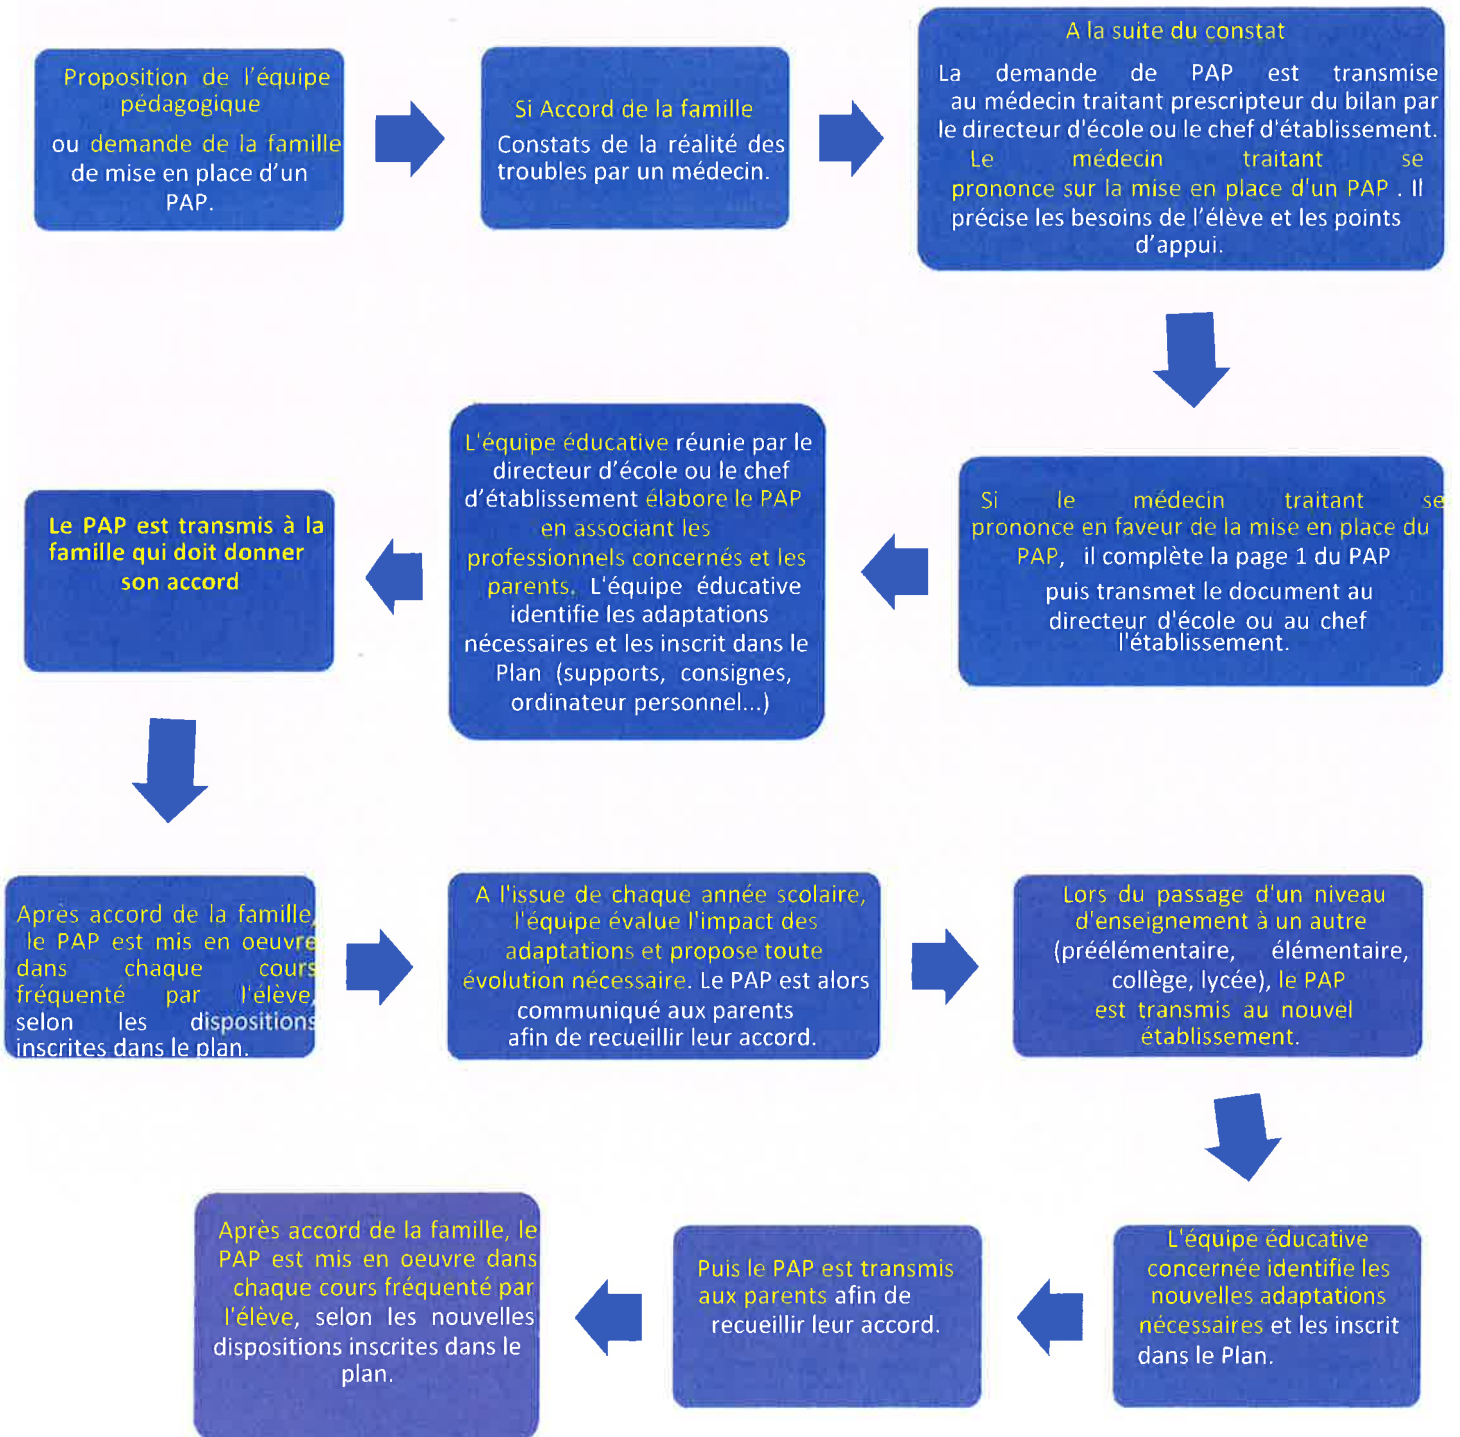 Proposition de l'équipe
pédagogique
ou demande de la famille
de mise en place d'un
PAP.
Si Accord de la famille
Constats de la réalité des
troubles par un médecin.
A la suite du constat
La demande de PAP est transmise
au médecin traitant prescripteur du bilan par
le directeur d'école ou le chef d'établissement.
Le médecin traitant se
prononce sur la mise en place d'un PAP . Il
précise les besoins de l'élève et les points
d'appui.
Si le médecin traitant se
prononce en faveur de la mise en place du
PAP, il complète la page 1 du PAP
puis transmet le document au
directeur d'école ou au chef
l'établissement.
L'équipe éducative réunie par le
directeur d'école ou le chef
d'établissement élabore le PAP
en associant les
professionnels concernés et les
parents. L'équipe éducative
identifie les adaptations
nécessaires et les inscrit dans le
Plan (supports, consignes,
ordinateur personnel...)
Le PAP est transmis à la
famille qui doit donner
son accord
Après accord de la famille,
le PAP est mis en oeuvre
dans chaque cours
fréquenté par l'élève,
selon les dispositions
inscrites dans le plan.
A l'issue de chaque année scolaire,
l'équipe évalue l'impact des
adaptations et propose toute
évolution nécessaire. Le PAP est alors
communiqué aux parents
afin de recueillir leur accord.
Lors du passage d'un niveau
d'enseignement à un autre
(préélémentaire, élémentaire,
collège, lycée), le PAP
est transmis au nouvel
établissement.
L'équipe éducative
concernée identifie les
nouvelles adaptations
nécessaires et les inscrit
dans le Plan.
Puis le PAP est transmis
aux parents afin de
recueillir leur accord.
Après accord de la famille, le
PAP est mis en oeuvre dans
chaque cours fréquenté par
l'élève, selon les nouvelles
dispositions inscrites dans le
plan.